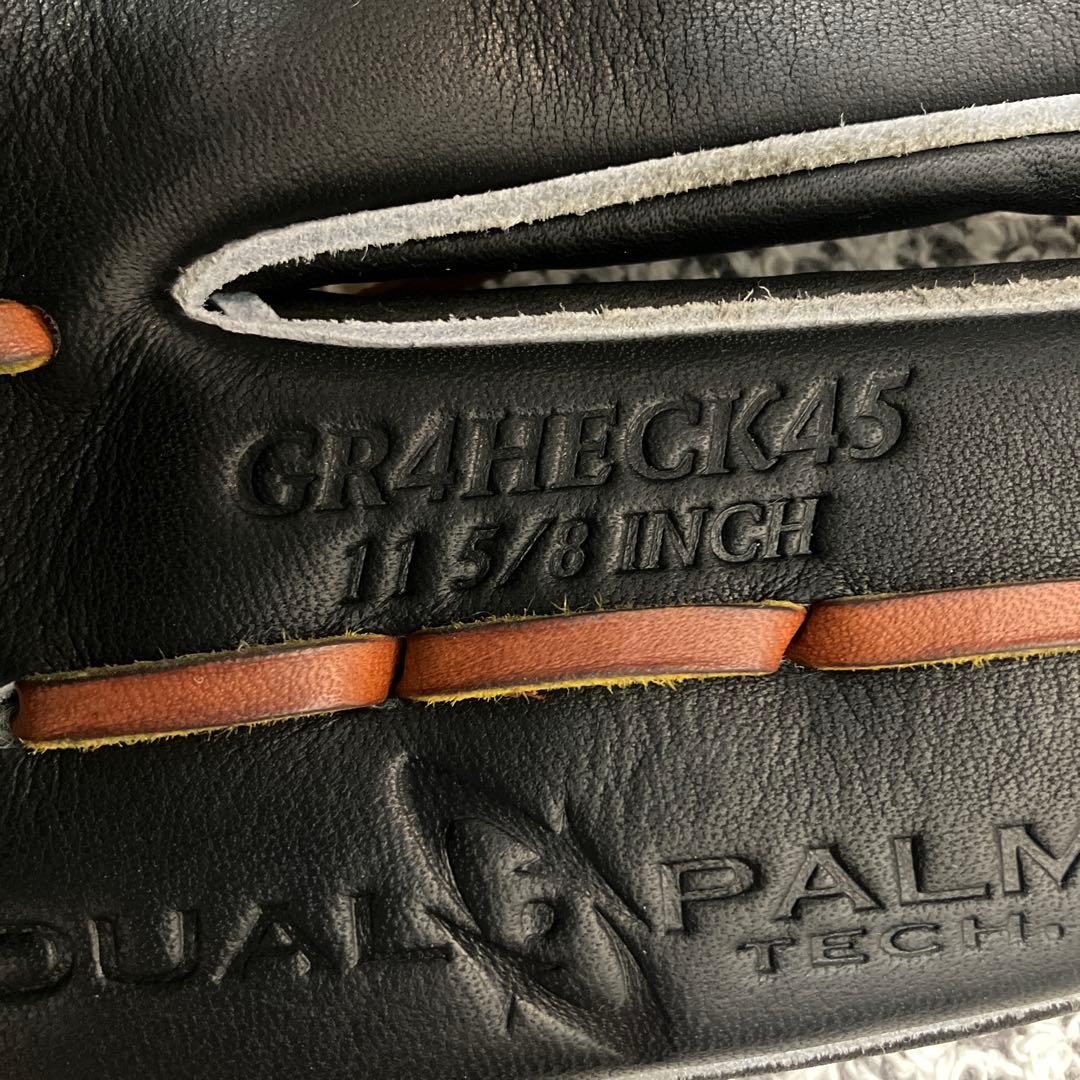 GR4HECK45
11 5/8 INCH
DUAL PALM
TECH.